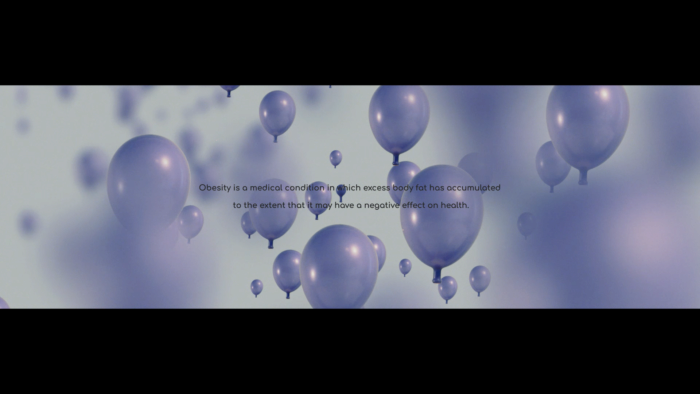 Obesity is a medical condition in which excess body fat has accumulated
to the extent that it may have a negative effect on health.